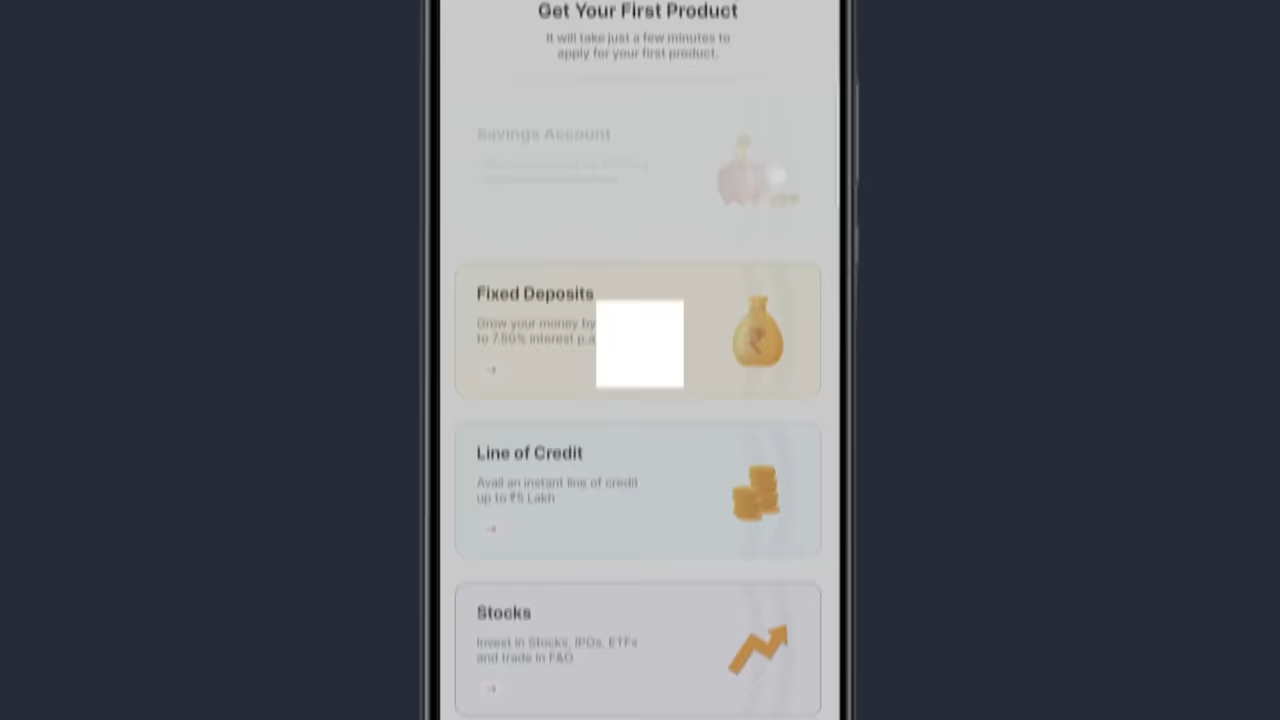 Get Your First Product
It will take just a few minutes to
apply for your first product.
Savings Account
Fixed Deposits
Grow your money by
to 7.50% interest p.a
Line of Credit
Avail an instant line of credit
up to ₹5 Lakh
Stocks
Invest in Stocks, IPOs, ETFs
and trade in F&O